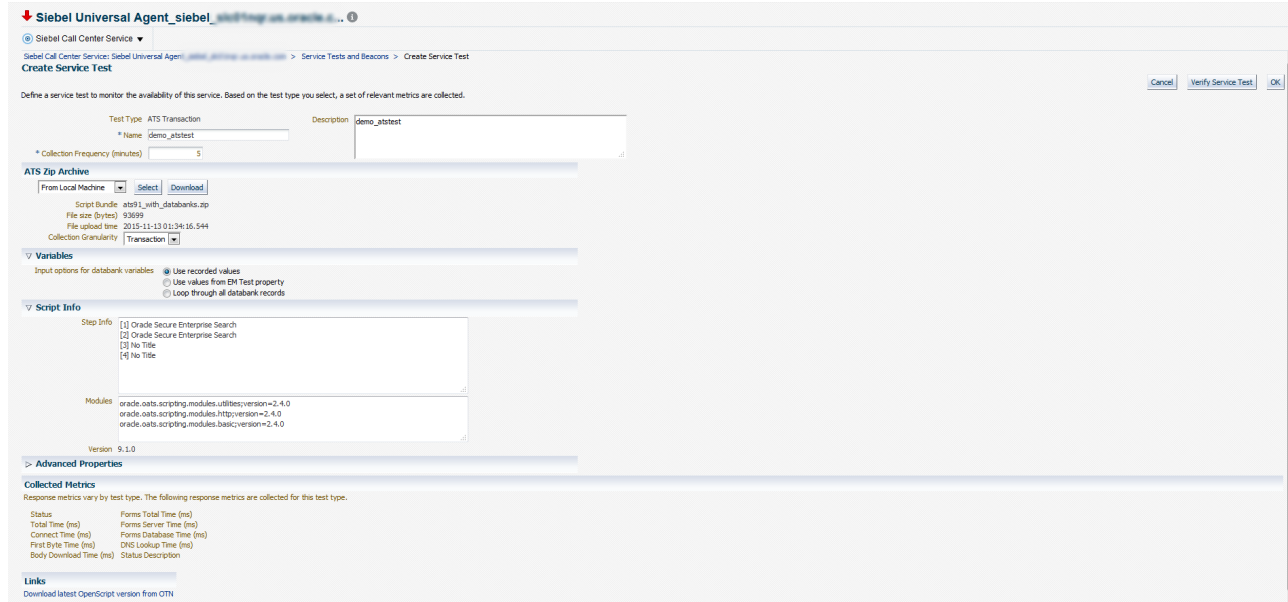 Siebel Universal Agent_siebel_
Siebel Call Center Service
Siebel Call Center Service: Siebel Universal Agent > Service Tests and Beacons > Create Service Test
Create Service Test
Cancel Verify Service Test OK
Define a service test to monitor the availability of this service. Based on the test type you select, a set of relevant metrics are collected.
Test Type ATS Transaction Description demo_atstest
* Name demo_atstest
* Collection Frequency (minutes) 5
ATS Zip Archive
From Local Machine Select Download
Script Bundle ats91_with_databanks.zip
File size (bytes) 93699
File upload time 2015-11-13 01:34:16.544
Collection Granularity Transaction
Variables
Input options for databank variables Use recorded values
Use values from EM Test property
Loop through all databank records
Script Info
Step Info [1] Oracle Secure Enterprise Search
[2] Oracle Secure Enterprise Search
[3] No Title
[4] No Title
Modules oracle.oats.scripting.modules.utilities;version=2.4.0
oracle.oats.scripting.modules.http;version=2.4.0
oracle.oats.scripting.modules.basic;version=2.4.0
Version 9.1.0
Advanced Properties
Collected Metrics
Response metrics vary by test type. The following response metrics are collected for this test type.
Status Forms Total Time (ms)
Total Time (ms) Forms Server Time (ms)
Connect Time (ms) Forms Database Time (ms)
First Byte Time (ms) DNS Lookup Time (ms)
Body Download Time (ms) Status Description
Links
Download latest OpenScript version from OTN